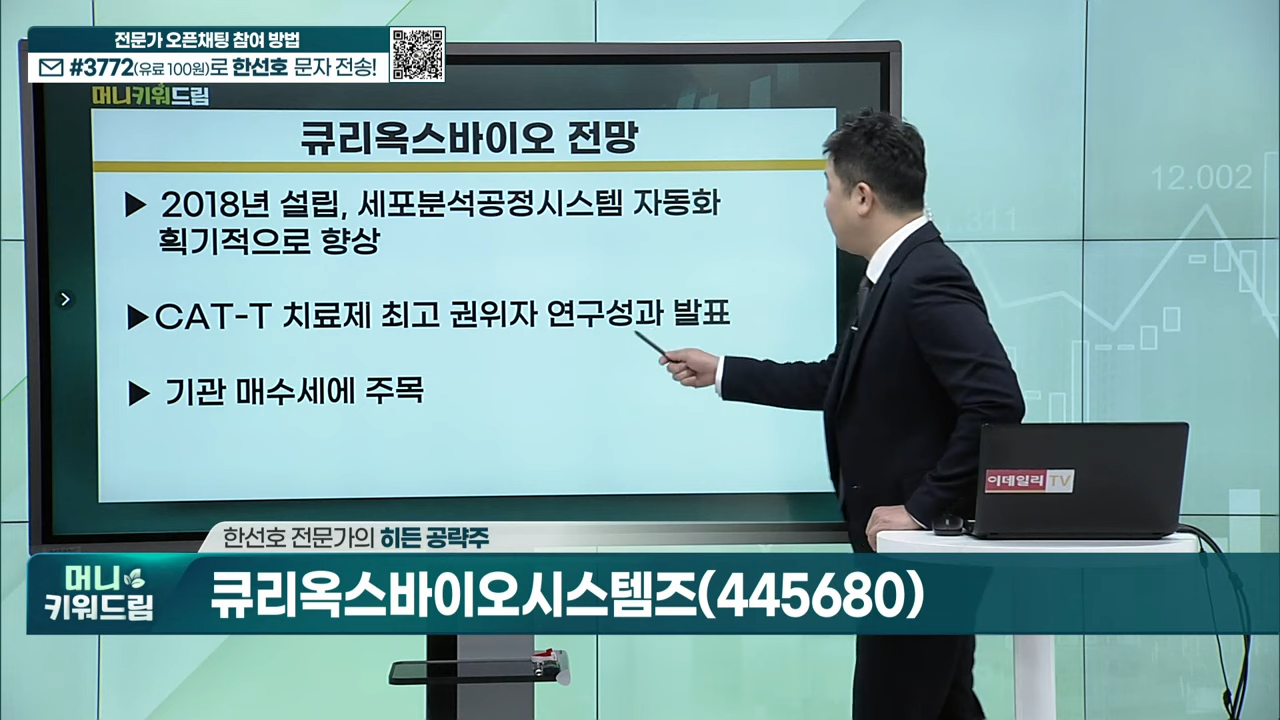 전문가 오픈채팅 참여 방법
#3772(유료 100원)로 한선호 문자 전송!
머니키워드림
큐리옥스바이오 전망
▶ 2018년 설립, 세포분석공정시스템 자동화
획기적으로 향상
▶CAT-T 치료제 최고 권위자 연구성과 발표
▶ 기관 매수세에 주목
12.002
.311
이데일리TV
한선호 전문가의 히든 공략주
머니
키워드림
큐리옥스바이오시스템즈(445680)